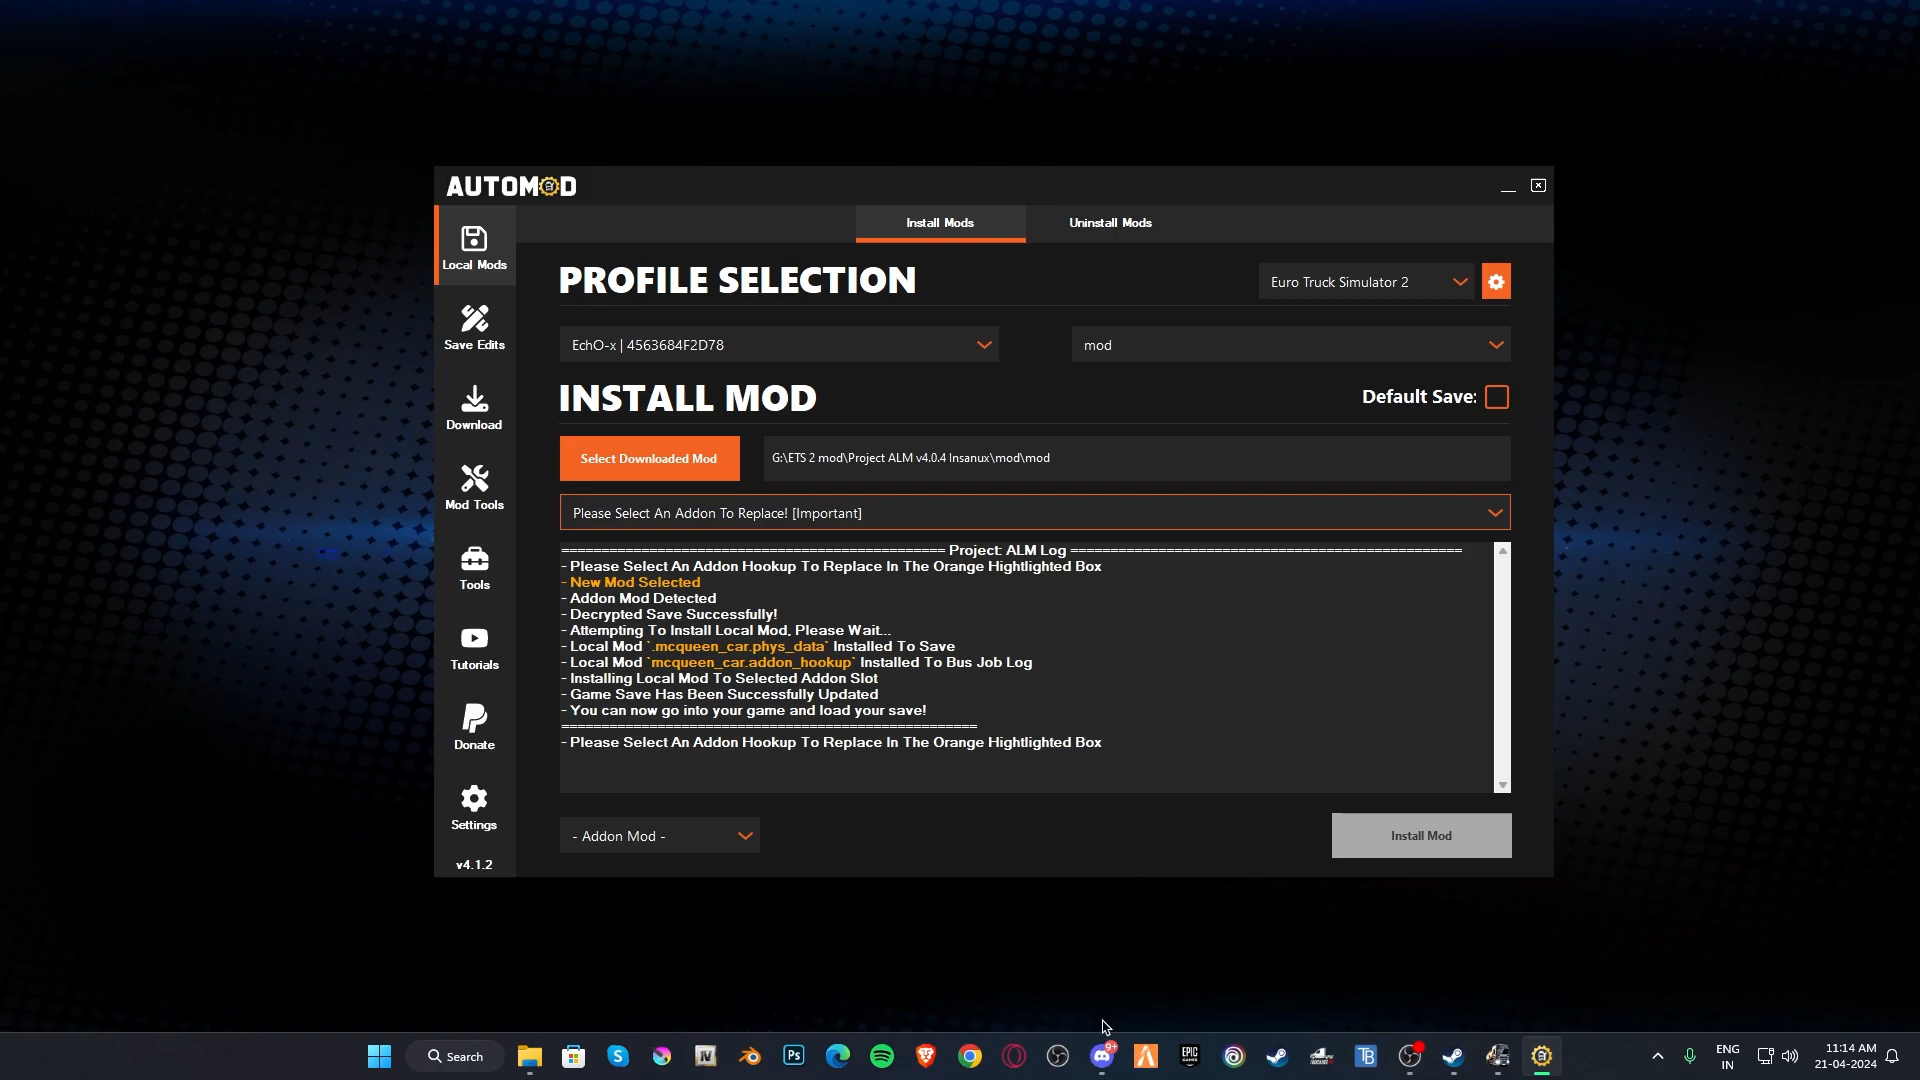 AUTOMOD
Install Mods
Uninstall Mods
Local Mods
Save Edits
Download
Mod Tools
Tools
Tutorials
Donate
Settings
v4.1.2
PROFILE SELECTION
Euro Truck Simulator 2
EchO-x | 4563684F2D78
mod
INSTALL MOD
Default Save:
Select Downloaded Mod
G:\ETS 2 mod\Project ALM v4.0.4 Insanux\mod\mod
Please Select An Addon To Replace! [Important]
================================================ Project: ALM Log =================================================
- Please Select An Addon Hookup To Replace In The Orange Hightlighted Box
- New Mod Selected
- Addon Mod Detected
- Decrypted Save Successfully!
- Attempting To Install Local Mod, Please Wait...
- Local Mod `.mcqueen_car.phys_data` Installed To Save
- Local Mod `mcqueen_car.addon_hookup` Installed To Bus Job Log
- Installing Local Mod To Selected Addon Slot
- Game Save Has Been Successfully Updated
- You can now go into your game and load your save!
====================================================
- Please Select An Addon Hookup To Replace In The Orange Hightlighted Box
- Addon Mod -
Install Mod
Search
Ps
EPIC
GAMES
TB
9+
ENG
IN
11:14 AM
21-04-2024